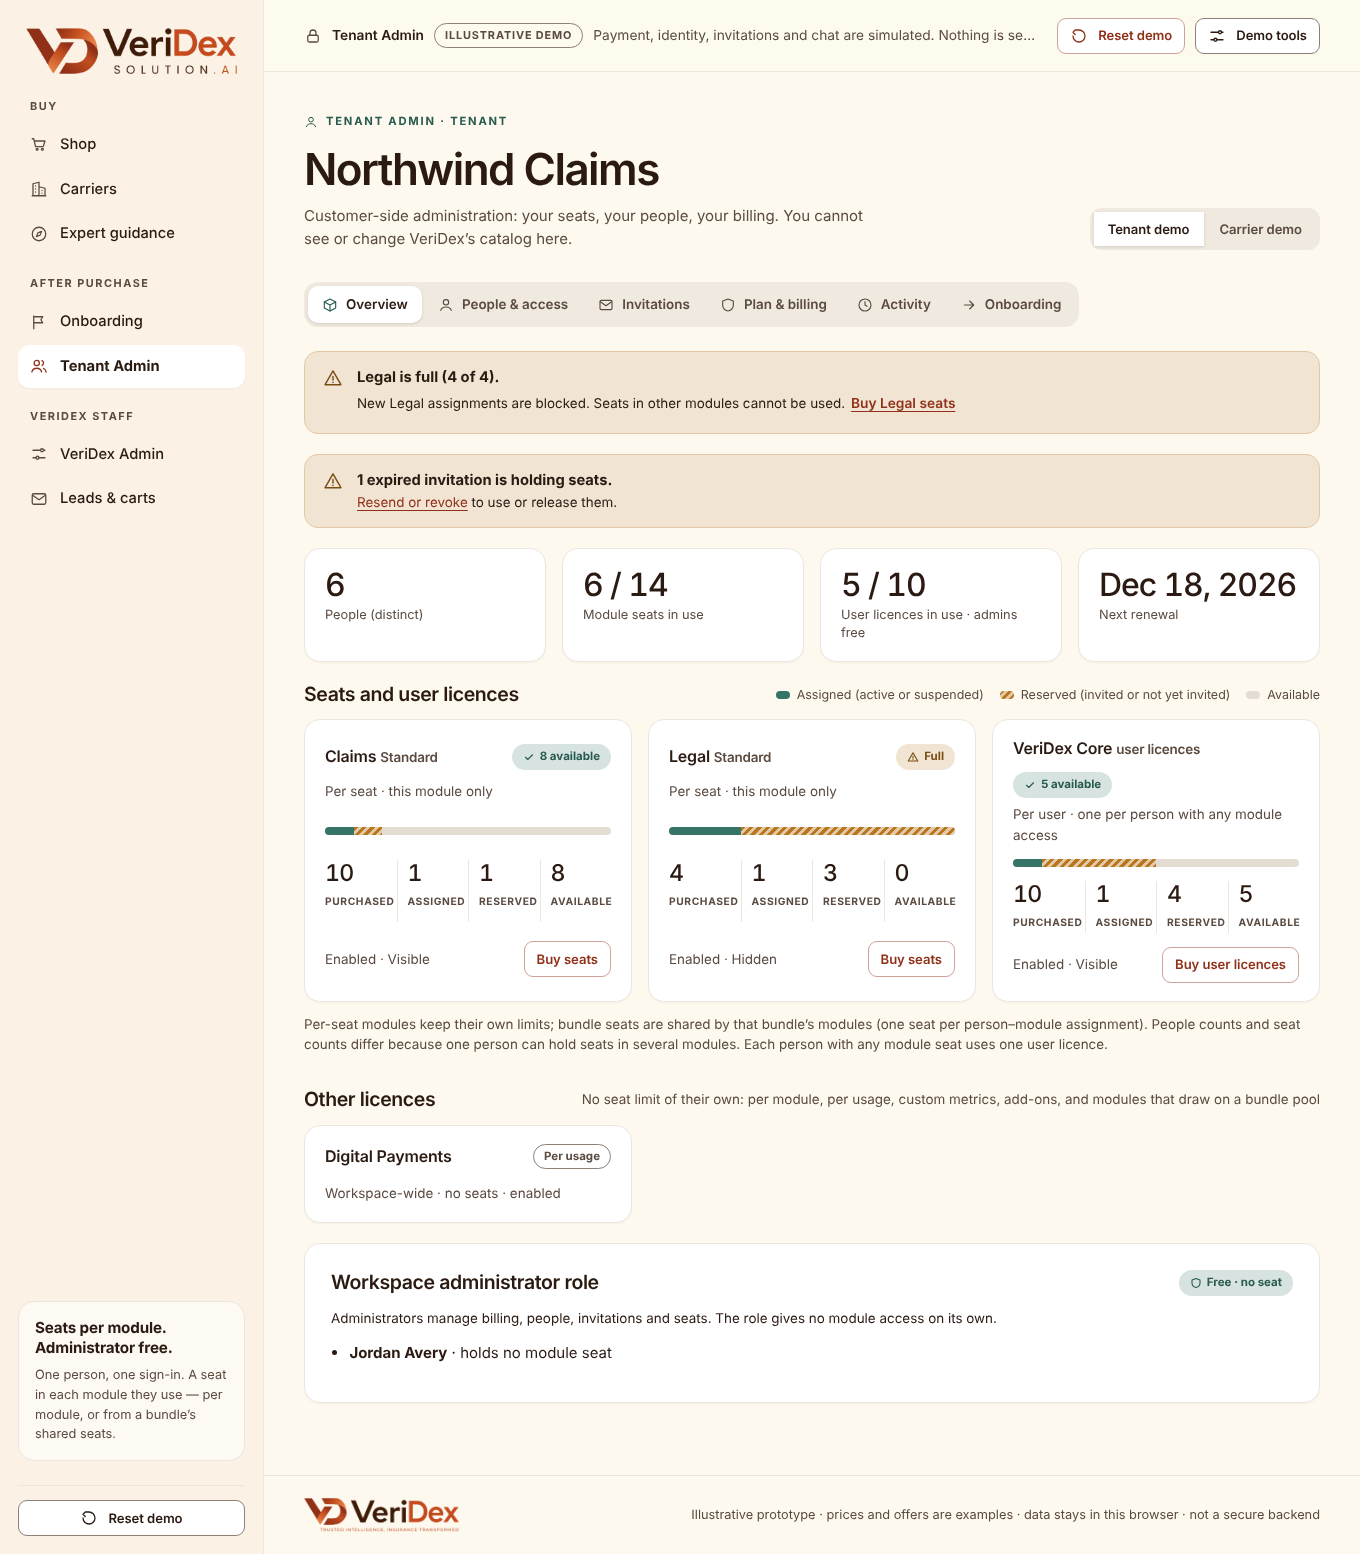 VeriDex
SOLUTION.AI
BUY
Shop
Carriers
Expert guidance
AFTER PURCHASE
Onboarding
Tenant Admin
VERIDEX STAFF
VeriDex Admin
Leads & carts
Seats per module.
Administrator free.
One person, one sign-in. A seat
in each module they use — per
module, or from a bundle’s
shared seats.
Reset demo
Tenant Admin ILLUSTRATIVE DEMO Payment, identity, invitations and chat are simulated. Nothing is se... Reset demo Demo tools
TENANT ADMIN · TENANT
Northwind Claims
Customer-side administration: your seats, your people, your billing. You cannot
see or change VeriDex’s catalog here.
Tenant demo Carrier demo
Overview People & access Invitations Plan & billing Activity Onboarding
Legal is full (4 of 4).
New Legal assignments are blocked. Seats in other modules cannot be used. Buy Legal seats
1 expired invitation is holding seats.
Resend or revoke to use or release them.
6
People (distinct)
6 / 14
Module seats in use
5 / 10
User licences in use · admins
free
Dec 18, 2026
Next renewal
Seats and user licences
Assigned (active or suspended) Reserved (invited or not yet invited) Available
Claims Standard 8 available
Per seat · this module only
10 1 1 8
PURCHASED ASSIGNED RESERVED AVAILABLE
Enabled · Visible Buy seats
Legal Standard Full
Per seat · this module only
4 1 3 0
PURCHASED ASSIGNED RESERVED AVAILABLE
Enabled · Hidden Buy seats
VeriDex Core user licences
5 available
Per user · one per person with any module
access
10 1 4 5
PURCHASED ASSIGNED RESERVED AVAILABLE
Enabled · Visible Buy user licences
Per-seat modules keep their own limits; bundle seats are shared by that bundle’s modules (one seat per person–module assignment). People counts and seat
counts differ because one person can hold seats in several modules. Each person with any module seat uses one user licence.
Other licences
No seat limit of their own: per module, per usage, custom metrics, add-ons, and modules that draw on a bundle pool
Digital Payments Per usage
Workspace-wide · no seats · enabled
Workspace administrator role Free · no seat
Administrators manage billing, people, invitations and seats. The role gives no module access on its own.
• Jordan Avery · holds no module seat
VeriDex
TRUSTED INTELLIGENCE, INSURANCE TRANSFORMED
Illustrative prototype · prices and offers are examples · data stays in this browser · not a secure backend